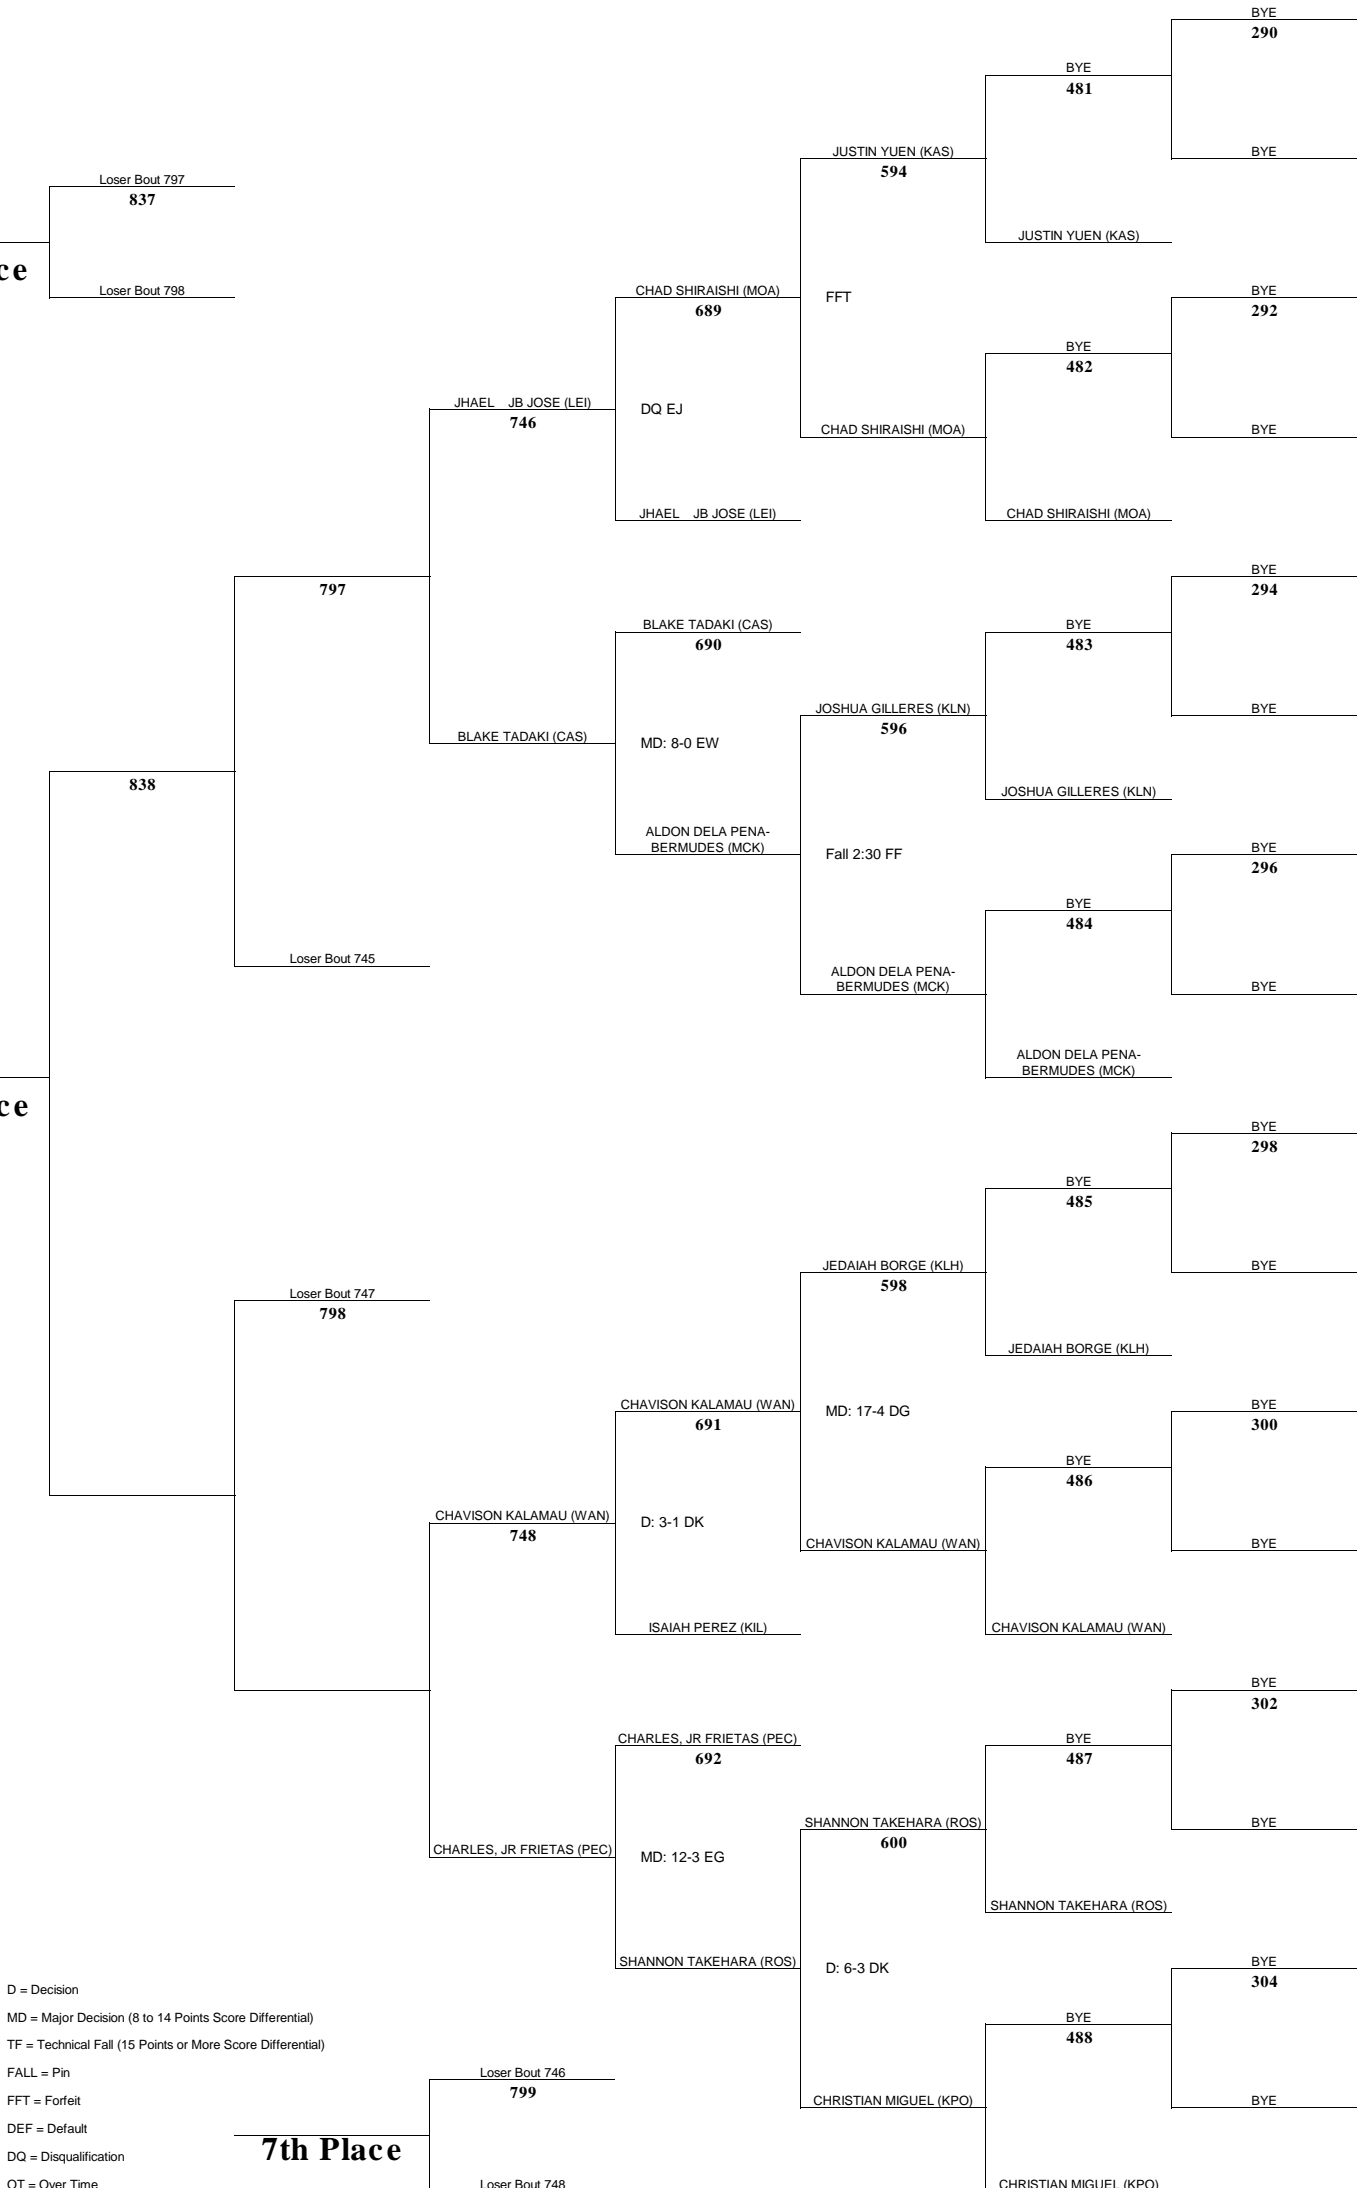 BYE
290
BYE
481
BYE
JUSTIN YUEN (KAS)
594
Loser Bout 797
837
JUSTIN YUEN (KAS)
ce
Loser Bout 798
CHAD SHIRAISHI (MOA)
689
FFT
BYE
292
BYE
482
JHAEL JB JOSE (LEI)
746
DQ EJ
CHAD SHIRAISHI (MOA)
BYE
JHAEL JB JOSE (LEI)
CHAD SHIRAISHI (MOA)
797
BYE
294
BLAKE TADAKI (CAS)
690
BYE
483
JOSHUA GILLERES (KLN)
596
BYE
BLAKE TADAKI (CAS)
MD: 8-0 EW
838
JOSHUA GILLERES (KLN)
ALDON DELA PENA-
BERMUDES (MCK)
Fall 2:30 FF
BYE
296
BYE
484
Loser Bout 745
ALDON DELA PENA-
BERMUDES (MCK)
BYE
ALDON DELA PENA-
BERMUDES (MCK)
ce
BYE
298
BYE
485
JEDAIAH BORGE (KLH)
598
BYE
Loser Bout 747
798
JEDAIAH BORGE (KLH)
CHAVISON KALAMAU (WAN)
691
MD: 17-4 DG
BYE
300
BYE
486
CHAVISON KALAMAU (WAN)
748
D: 3-1 DK
CHAVISON KALAMAU (WAN)
BYE
ISAIAH PEREZ (KIL)
CHAVISON KALAMAU (WAN)
BYE
302
CHARLES, JR FRIETAS (PEC)
692
BYE
487
SHANNON TAKEHARA (ROS)
600
BYE
CHARLES, JR FRIETAS (PEC)
MD: 12-3 EG
SHANNON TAKEHARA (ROS)
SHANNON TAKEHARA (ROS)
D: 6-3 DK
BYE
304
D = Decision
MD = Major Decision (8 to 14 Points Score Differential)
BYE
488
TF = Technical Fall (15 Points or More Score Differential)
FALL = Pin
Loser Bout 746
799
FFT = Forfeit
CHRISTIAN MIGUEL (KPO)
BYE
DEF = Default
7th Place
DQ = Disqualification
OT = Over Time
Loser Bout 748
CHRISTIAN MIGUEL (KPO)